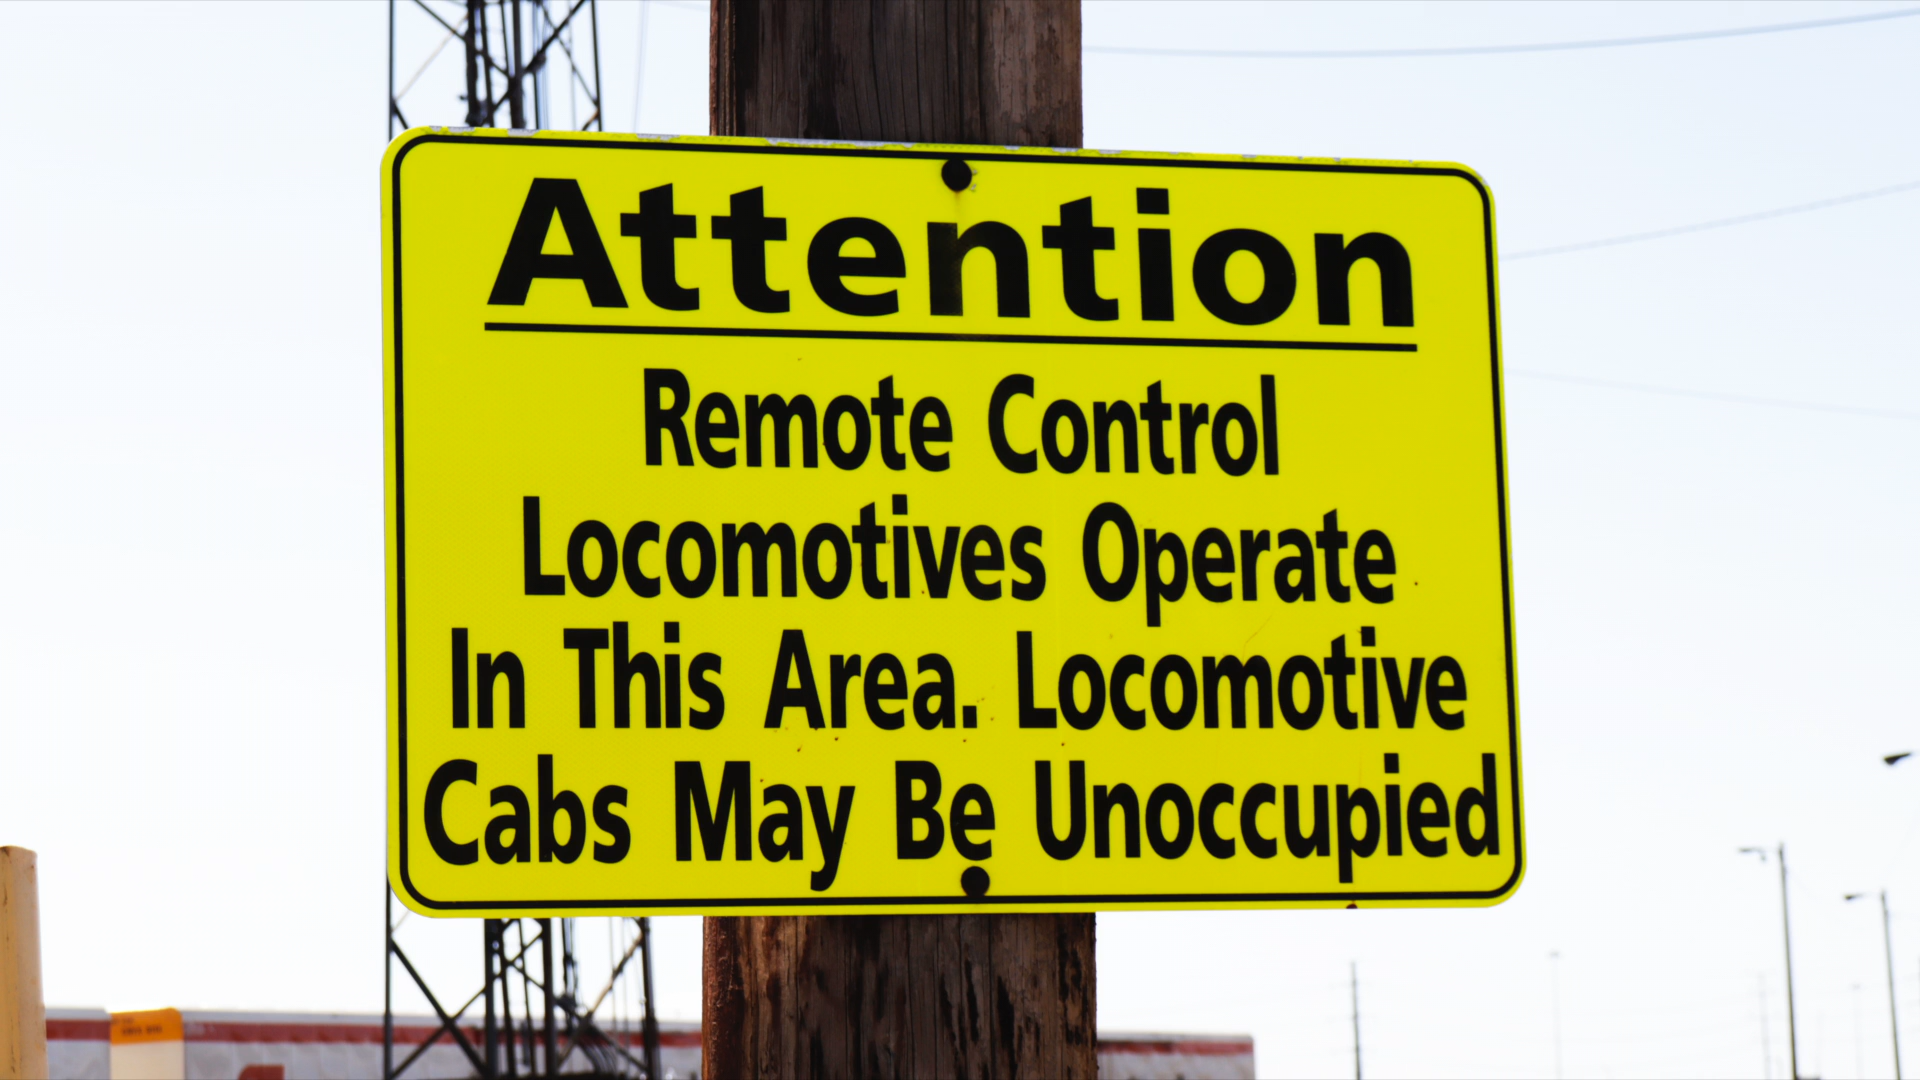 Attention
Remote Control
Locomotives Operate
In This Area. Locomotive
Cabs May Be Unoccupied